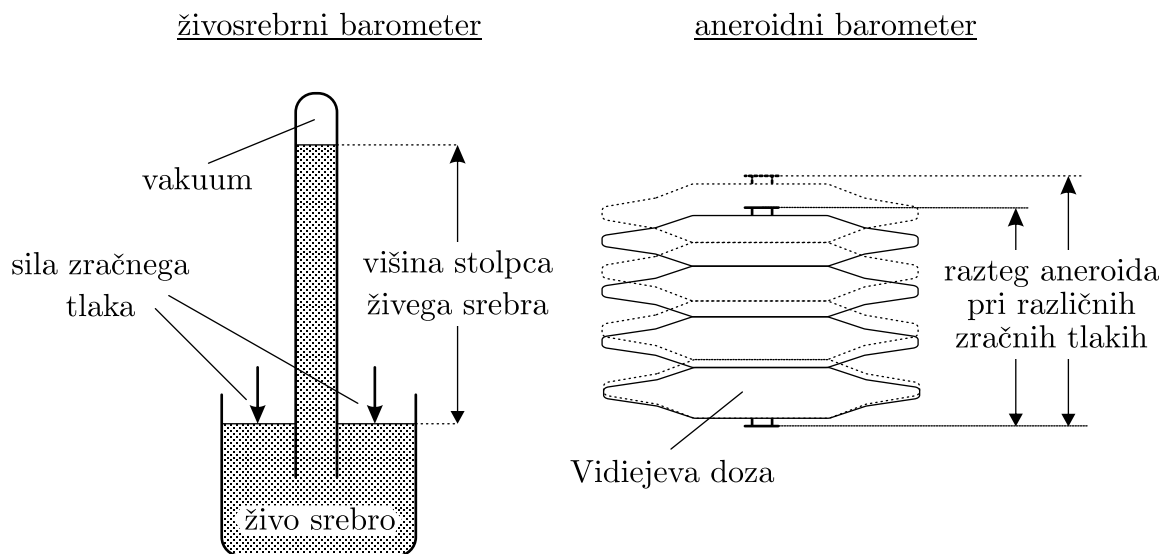 živosrebrni barometer
vakuum
sila zračnega
tlaka
višina stolpca
živega srebra
živo srebro
aneroidni barometer
razteg aneroida
pri različnih
zračnih tlakih
Vidiejeva doza